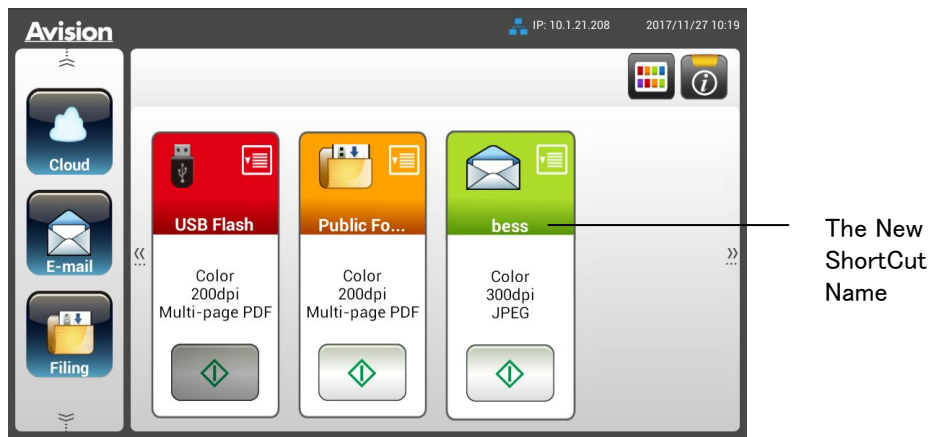 Avision
IP: 10.1.21.208
2017/11/27 10:19
Cloud
E-mail
Filing
USB Flash
Color
200dpi
Multi-page PDF
Public Fo...
Color
200dpi
Multi-page PDF
bess
Color
300dpi
JPEG
The New
ShortCut
Name